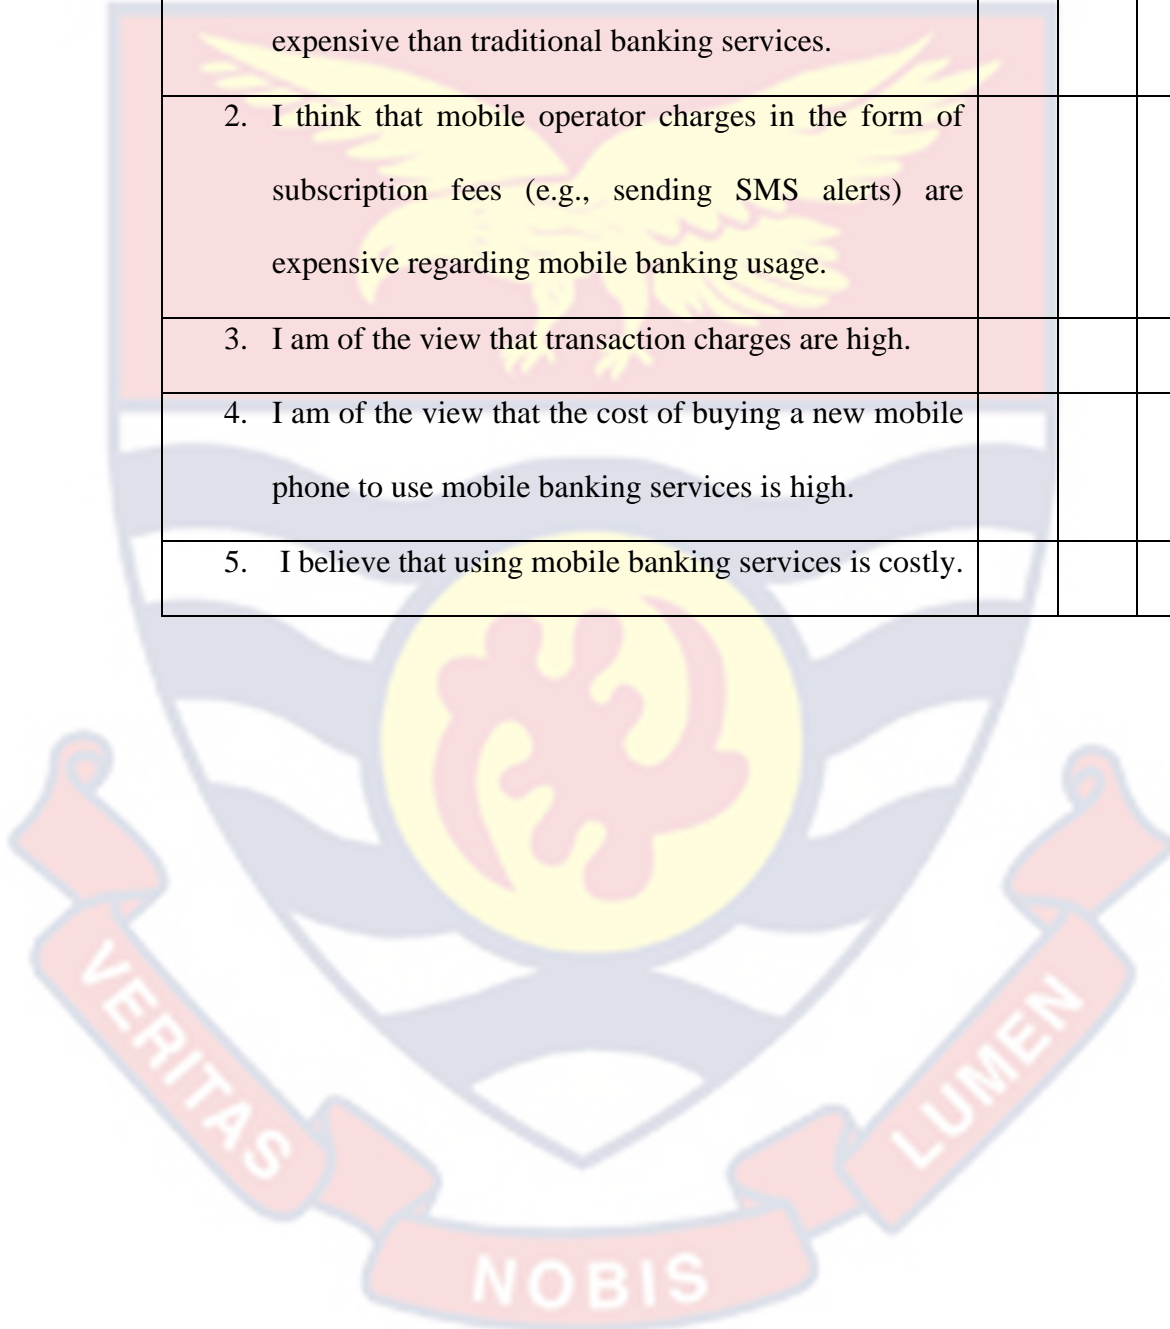 expensive than traditional banking services.
2. I think that mobile operator charges in the form of
subscription fees (e.g., sending SMS alerts) are
expensive regarding mobile banking usage.
3. I am of the view that transaction charges are high.
4. I am of the view that the cost of buying a new mobile
phone to use mobile banking services is high.
5. I believe that using mobile banking services is costly.
VERITAS
NOBIS
LUMEN